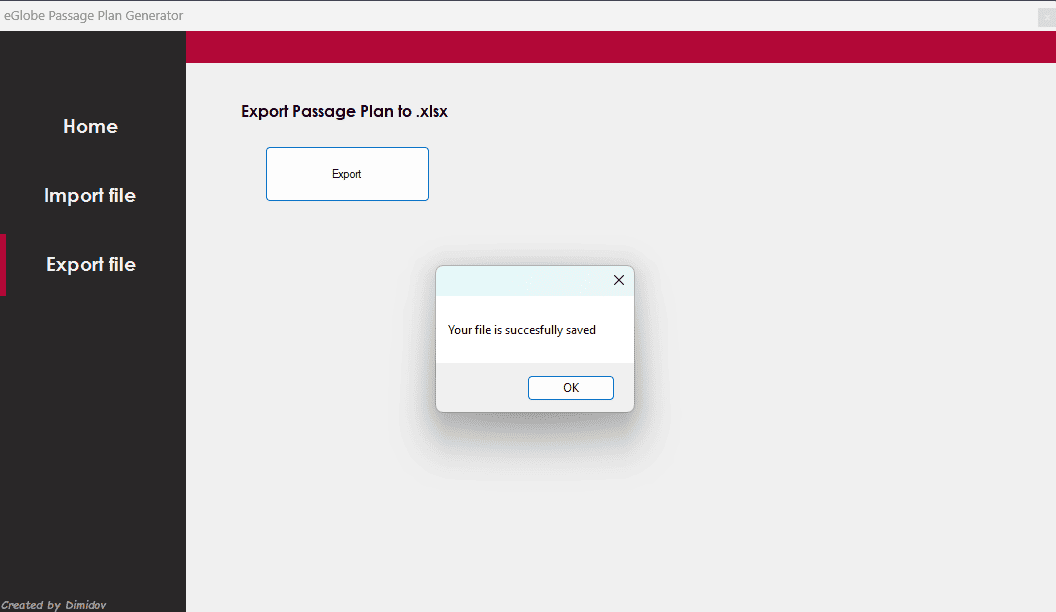 eGlobe Passage Plan Generator
Home
Import file
Export file
Export Passage Plan to .xlsx
Export
Your file is succesfully saved
OK
Created by Dimidov